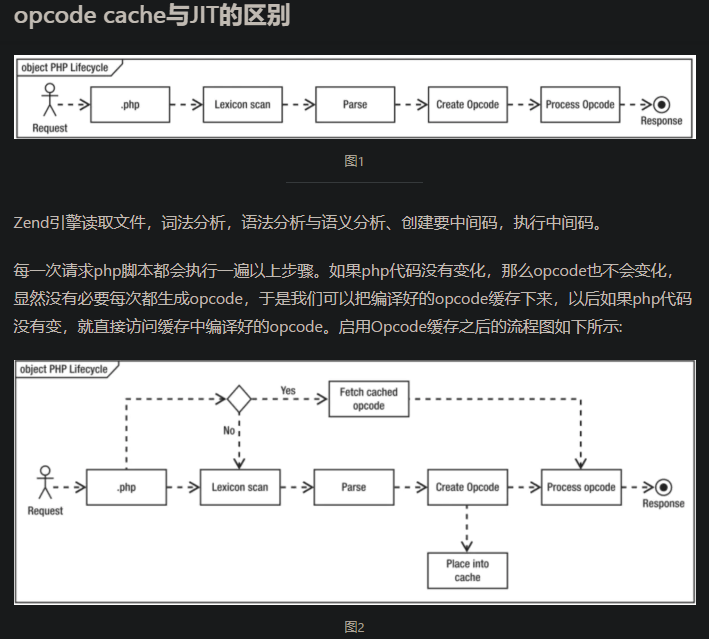 opcode cache与JIT的区别
object PHP Lifecycle
Request
.php
Lexicon scan
Parse
Create Opcode
Process Opcode
Response
图1
Zend引擎读取文件，词法分析，语法分析与语义分析、创建要中间码，执行中间码。
每一次请求php脚本都会执行一遍以上步骤。如果php代码没有变化，那么opcode也不会变化，
显然没有必要每次都生成opcode，于是我们可以把编译好的opcode缓存下来，以后如果php代码
没有变，就直接访问缓存中编译好的opcode。启用Opcode缓存之后的流程图如下所示:
object PHP Lifecycle
Yes
Fetch cached
opcode
No
Request
.php
Lexicon scan
Parse
Create Opcode
Process opcode
Response
Place into
cache
图2